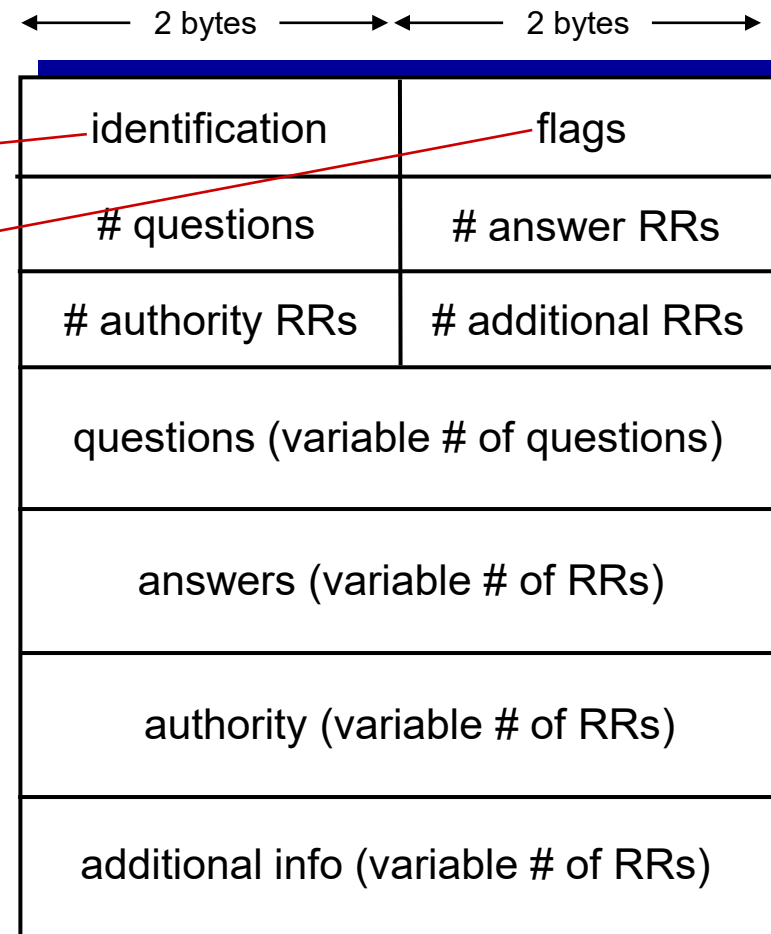 2 bytes 2 bytes
identification flags
# questions # answer RRs
# authority RRs # additional RRs
questions (variable # of questions)
answers (variable # of RRs)
authority (variable # of RRs)
additional info (variable # of RRs)